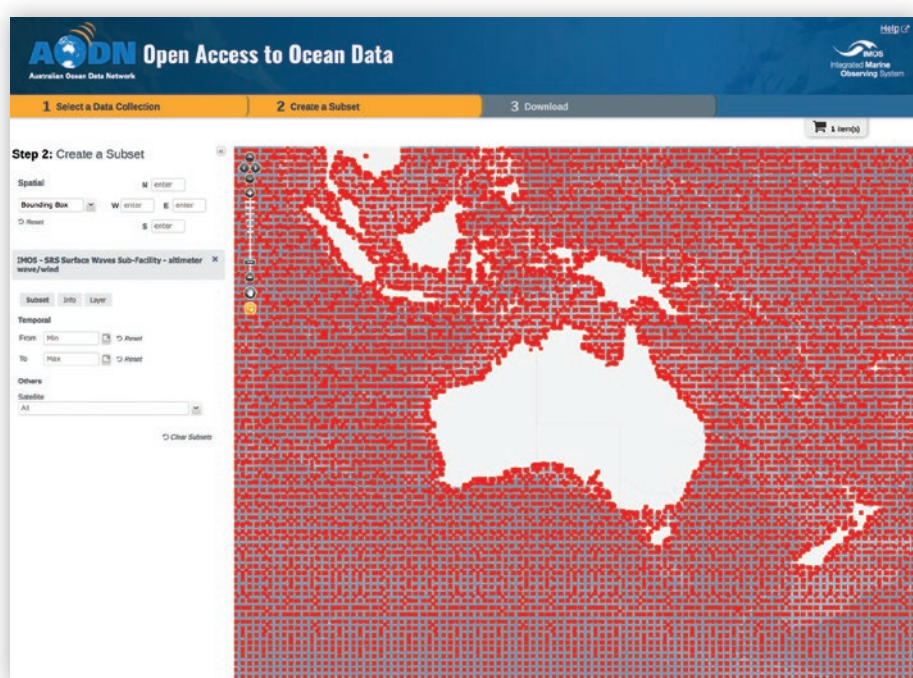 Help
AODN Open Access to Ocean Data
Australian Ocean Data Network
IMOS
Integrated Marine
Observing System
1 Select a Data Collection
2 Create a Subset
3 Download
1 item(s)
Step 2: Create a Subset
Spatial
N enter
Bounding Box
W enter E enter
Reset
S enter
IMOS - SRS Surface Waves Sub-Facility - altimeter
wave/wind
Subset Info Layer
Temporal
From Min Reset
To Max Reset
Others
Satellite
All
Clear Subsets